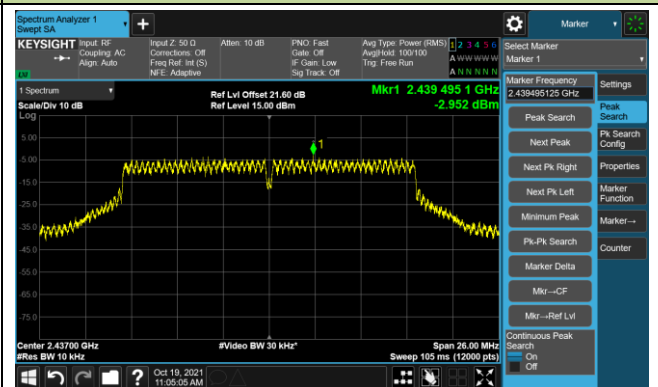 Spectrum Analyzer 1
Swept SA
Marker
KEYSIGHT
Input: RF
Coupling: AC
Align: Auto
Input Z: 50 Ω
Corrections: Off
Freq Ref: Int (S)
NFE: Adaptive
Atten: 10 dB
PNO: Fast
Gate: Off
IF Gain: Low
Sig Track: Off
Avg Type: Power (RMS)
Avg|Hold: 100/100
Trig: Free Run
1 2 3 4 5 6
A W W W W W
A N N N N N
Select Marker
Marker 1
1 Spectrum
Scale/Div 10 dB
Log
Ref Lvl Offset 21.60 dB
Ref Level 15.00 dBm
Mkr1 2.439 495 1 GHz
-2.952 dBm
5.00
-5.00
-15.0
-25.0
-35.0
-45.0
-55.0
-65.0
-75.0
1
Center 2.43700 GHz
#Res BW 10 kHz
#Video BW 30 kHz*
Span 26.00 MHz
Sweep 105 ms (12000 pts)
Marker Frequency
2.439495125 GHz
Peak Search
Next Peak
Next Pk Right
Next Pk Left
Minimum Peak
Pk-Pk Search
Marker Delta
Mkr→CF
Mkr→Ref Lvl
Continuous Peak
Search
On
Off
Settings
Peak
Search
Pk Search
Config
Properties
Marker
Function
Marker→
Counter
Oct 19, 2021
11:05:05 AM